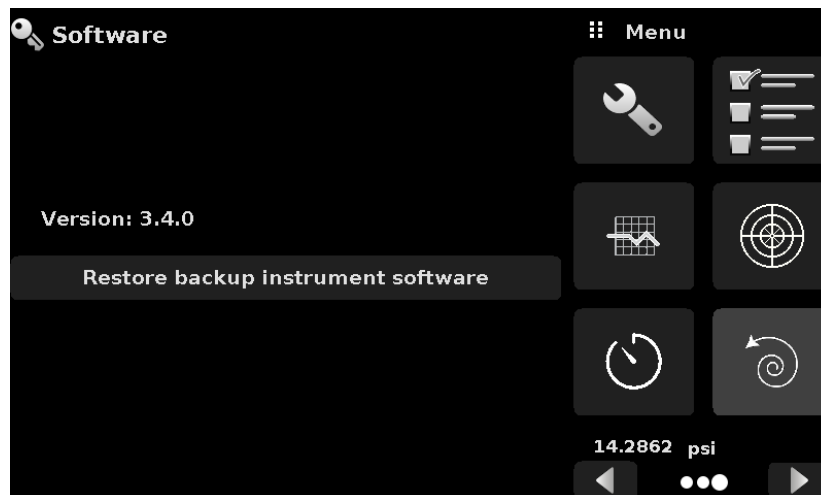 Software
Menu
Version: 3.4.0
Restore backup instrument software
14.2862 psi